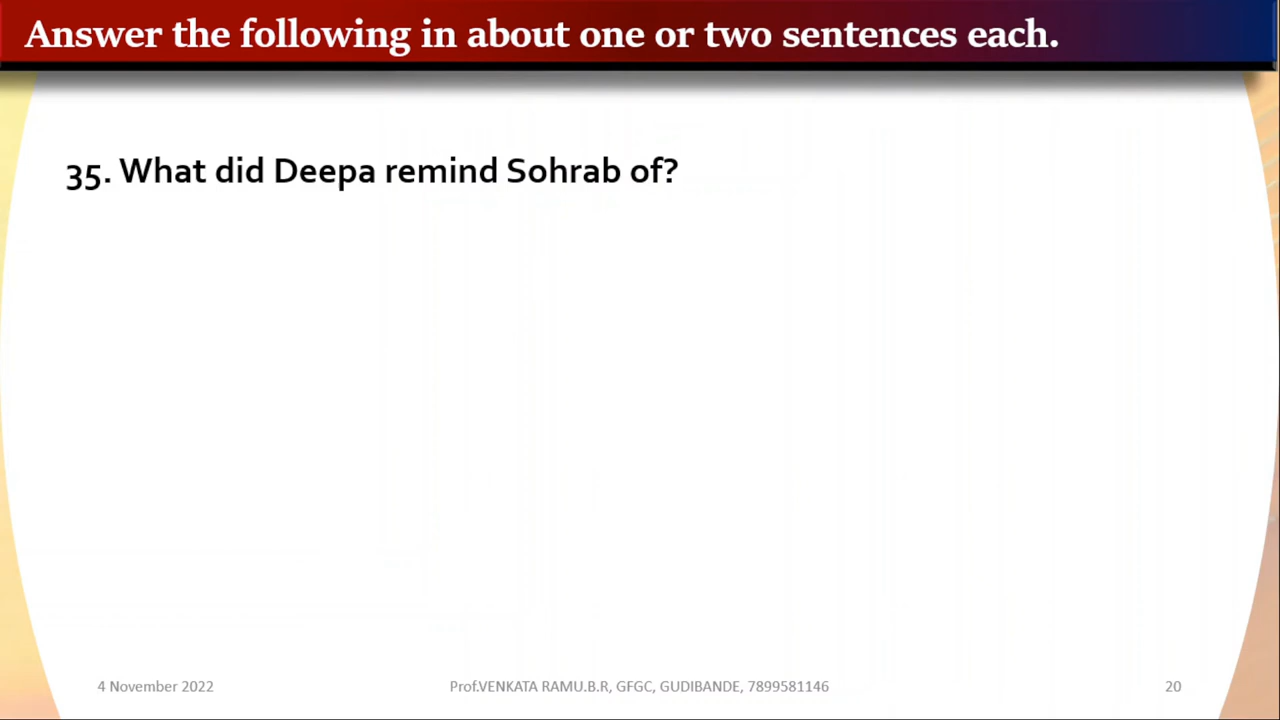 Answer the following in about one or two sentences each.
35. What did Deepa remind Sohrab of?
4 November 2022
Prof.VENKATA RAMU.B.R, GFGC, GUDIBANDE, 7899581146
20